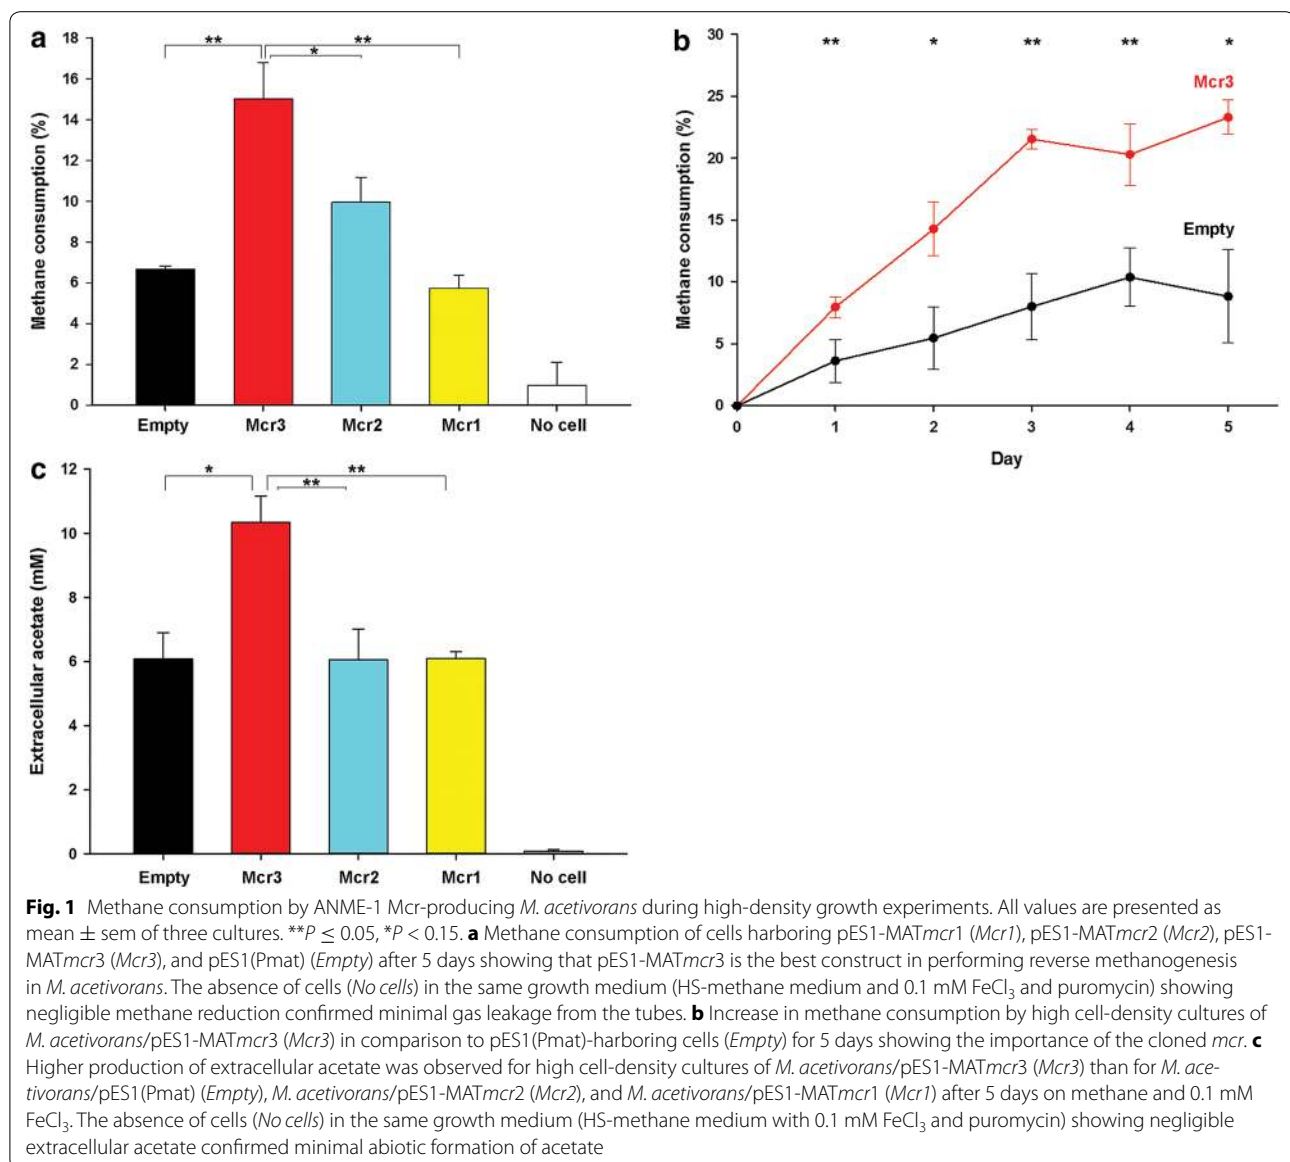 a
18
16
14
12
10
8
6
4
2
0
Methane consumption (%)
**
*
**
Empty Mcr3 Mcr2 Mcr1 No cell
b
30
25
20
15
10
5
0
Methane consumption (%)
** * ** ** *
Mcr3
Empty
0 1 2 3 4 5
Day
c
12
10
8
6
4
2
0
Extracellular acetate (mM)
*
**
**
Empty Mcr3 Mcr2 Mcr1 No cell
Fig. 1 Methane consumption by ANME-1 Mcr-producing M. acetivorans during high-density growth experiments. All values are presented as
mean ± sem of three cultures. **P ≤ 0.05, *P < 0.15. a Methane consumption of cells harboring pES1-MATmcr1 (Mcr1), pES1-MATmcr2 (Mcr2), pES1-
MATmcr3 (Mcr3), and pES1(Pmat) (Empty) after 5 days showing that pES1-MATmcr3 is the best construct in performing reverse methanogenesis
in M. acetivorans. The absence of cells (No cells) in the same growth medium (HS-methane medium and 0.1 mM FeCl₃ and puromycin) showing
negligible methane reduction confirmed minimal gas leakage from the tubes. b Increase in methane consumption by high cell-density cultures of
M. acetivorans/pES1-MATmcr3 (Mcr3) in comparison to pES1(Pmat)-harboring cells (Empty) for 5 days showing the importance of the cloned mcr. c
Higher production of extracellular acetate was observed for high cell-density cultures of M. acetivorans/pES1-MATmcr3 (Mcr3) than for M. ace-
tivorans/pES1(Pmat) (Empty), M. acetivorans/pES1-MATmcr2 (Mcr2), and M. acetivorans/pES1-MATmcr1 (Mcr1) after 5 days on methane and 0.1 mM
FeCl₃. The absence of cells (No cells) in the same growth medium (HS-methane medium with 0.1 mM FeCl₃ and puromycin) showing negligible
extracellular acetate confirmed minimal abiotic formation of acetate